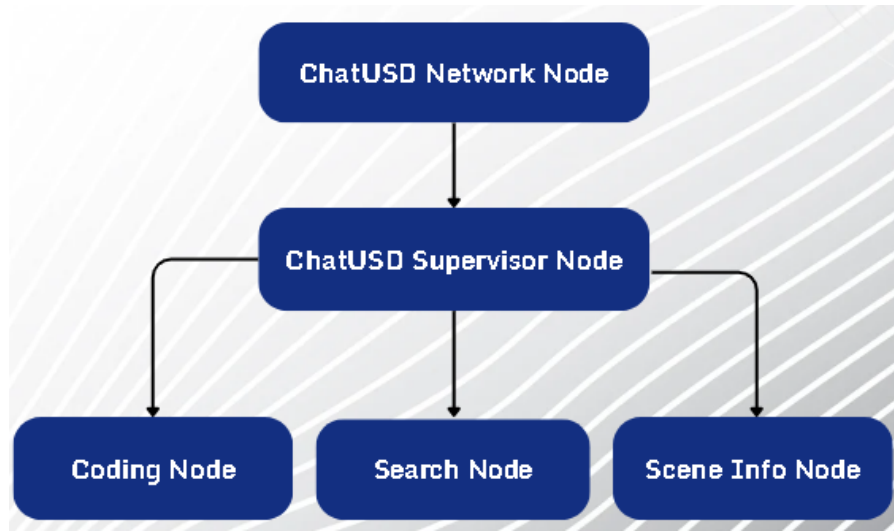 ChatUSD Network Node
ChatUSD Supervisor Node
Coding Node
Search Node
Scene Info Node